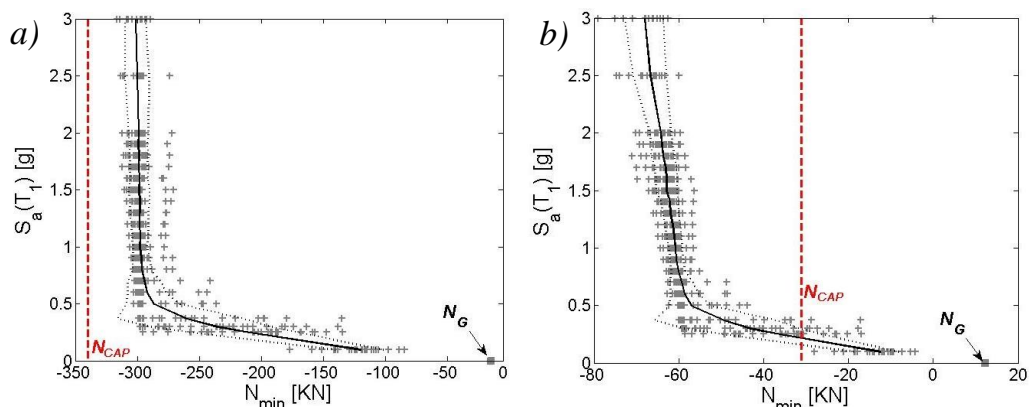 a)
3
2.5
2
1.5
1
0.5
0
S_a(T_1) [g]
N_CAP
N_G
-350 -300 -250 -200 -150 -100 -50 0
N_min [KN]
b)
3
2.5
2
1.5
1
0.5
0
S_a(T_1) [g]
N_CAP
N_G
-80 -60 -40 -20 0 20
N_min [KN]